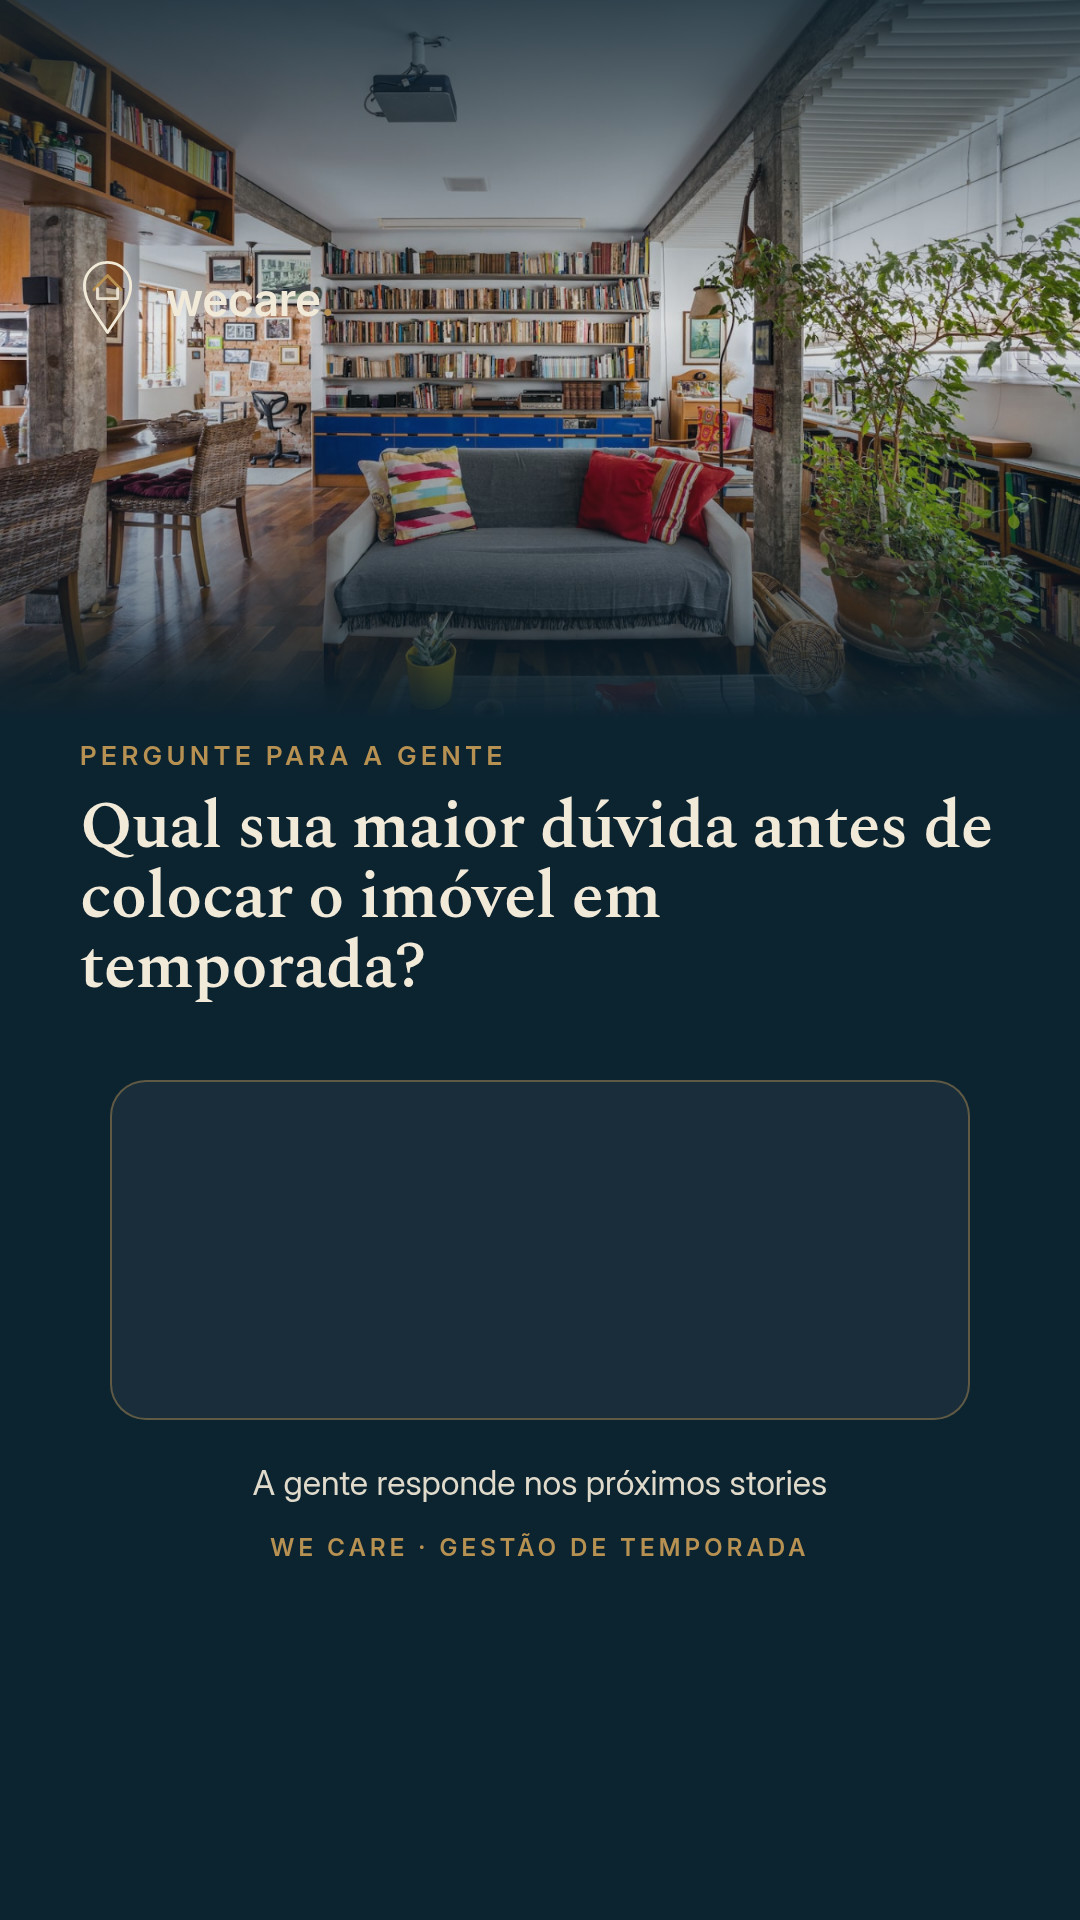 wecare.
PERGUNTE PARA A GENTE
Qual sua maior dúvida antes de
colocar o imóvel em
temporada?
A gente responde nos próximos stories
WE CARE · GESTÃO DE TEMPORADA